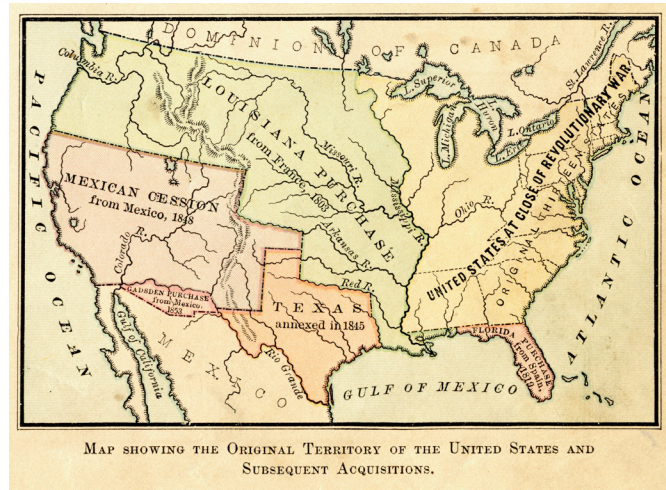 DOMINION OF CANADA
Columbia R.
LOUISIANA PURCHASE
from France, 1803
Missouri R.
Mississippi R.
Arkansas R.
Red R.
L. Superior
L. Michigan
L. Huron
L. Erie
L. Ontario
St. Lawrence R.
Ohio R.
UNITED STATES AT CLOSE OF REVOLUTIONARY WAR
ORIGINAL THIRTEEN STATES
PACIFIC OCEAN
ATLANTIC OCEAN
MEXICAN CESSION
from Mexico, 1848
Colorado R.
GADSDEN PURCHASE
from Mexico
1853
TEXAS
annexed in 1845
Rio Grande
Gulf of California
MEXICO
GULF OF MEXICO
FLORIDA
PURCHASE
from Spain,
1819
MAP SHOWING THE ORIGINAL TERRITORY OF THE UNITED STATES AND
SUBSEQUENT ACQUISITIONS.